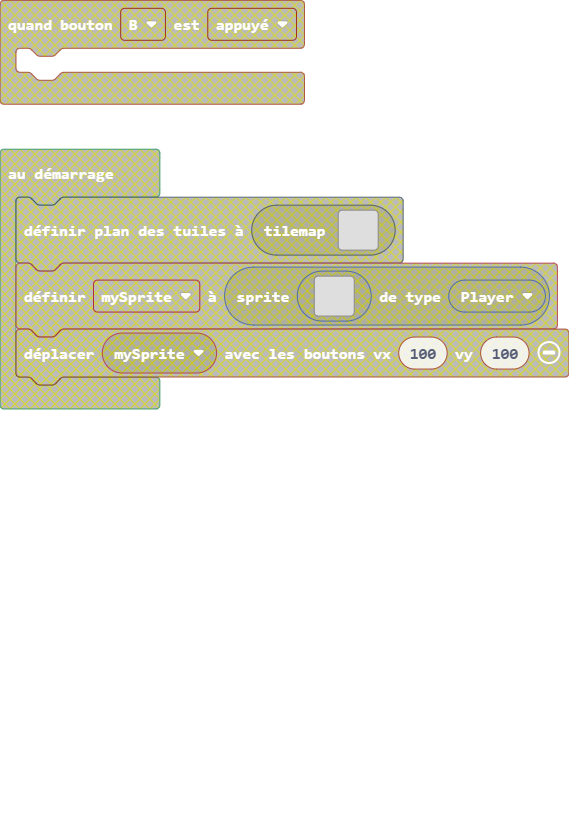 quand bouton B est appuyé
au démarrage
définir plan des tuiles à tilemap
définir mySprite à sprite de type Player
déplacer mySprite avec les boutons vx 100 vy 100